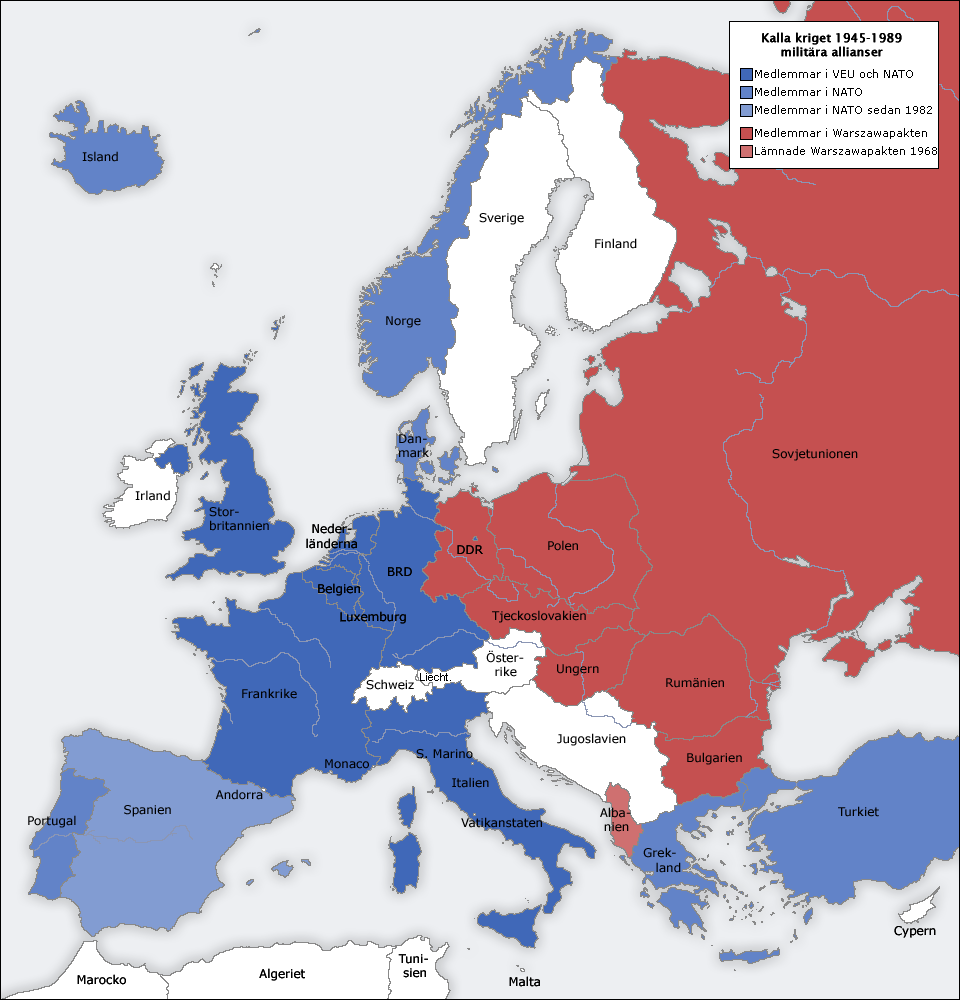 Kalla kriget 1945-1989
militära allianser
Medlemmar i VEU och NATO
Medlemmar i NATO
Medlemmar i NATO sedan 1982
Medlemmar i Warszawapakten
Lämnade Warszawapakten 1968
Island
Sverige
Finland
Norge
Dan-
mark
Sovjetunionen
Irland
Stor-
britannien
Neder-
länderna
DDR
Polen
BRD
Belgien
Luxemburg
Tjeckoslovakien
Öster-
rike
Ungern
Schweiz
Liecht.
Rumänien
Frankrike
Jugoslavien
S. Marino
Monaco
Italien
Bulgarien
Andorra
Spanien
Portugal
Vatikanstaten
Alba-
nien
Turkiet
Grek-
land
Cypern
Marocko
Algeriet
Tuni-
sien
Malta